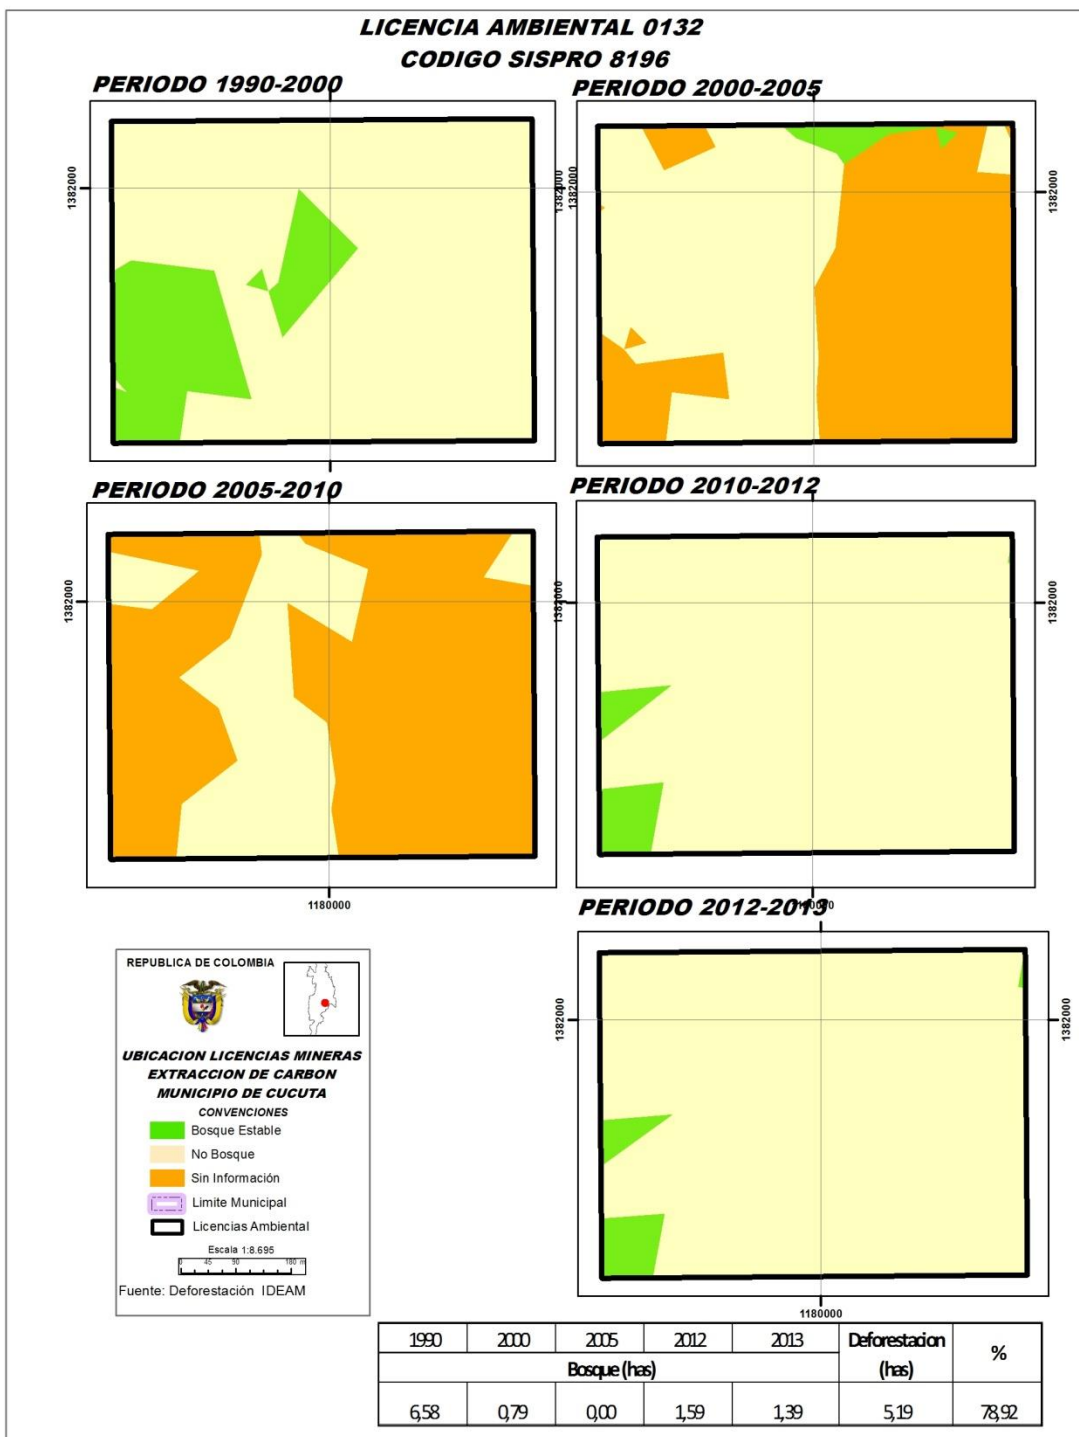 LICENCIA AMBIENTAL 0132
CODIGO SISPRO 8196
PERIODO 1990-2000
PERIODO 2000-2005
1382000
1382000
1382000
1382000
PERIODO 2005-2010
PERIODO 2010-2012
1382000
1382000
1382000
1180000
PERIODO 2012-2013
1382000
1382000
1180000
REPUBLICA DE COLOMBIA
UBICACION LICENCIAS MINERAS
EXTRACCION DE CARBON
MUNICIPIO DE CUCUTA
CONVENCIONES
Bosque Estable
No Bosque
Sin Información
Limite Municipal
Licencias Ambiental
Escala 1:8.695
0 45 90 180 m
Fuente: Deforestación IDEAM
1990 2000 2005 2012 2013 Deforestacion (has) %
Bosque (has)
6,58 0,79 0,00 1,59 1,39 5,19 78,92